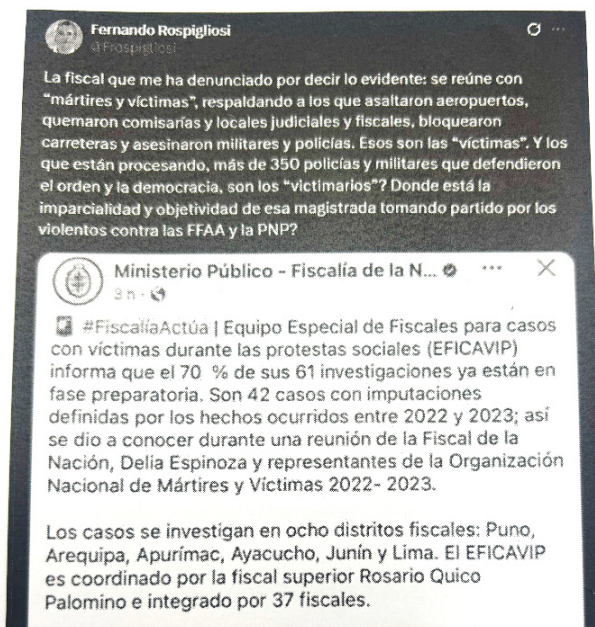 Fernando Rospigliosi
@Frospigliosi
La fiscal que me ha denunciado por decir lo evidente: se reúne con
“mártires y víctimas”, respaldando a los que asaltaron aeropuertos,
quemaron comisarías y locales judiciales y fiscales, bloquearon
carreteras y asesinaron militares y policías. Esos son las “víctimas”. Y los
que están procesando, más de 350 policías y militares que defendieron
el orden y la democracia, son los “victimarios”? Donde está la
imparcialidad y objetividad de esa magistrada tomando partido por los
violentos contra las FFAA y la PNP?
Ministerio Público - Fiscalía de la N...
3 h
#FiscalíaActúa | Equipo Especial de Fiscales para casos
con víctimas durante las protestas sociales (EFICAVIP)
informa que el 70 % de sus 61 investigaciones ya están en
fase preparatoria. Son 42 casos con imputaciones
definidas por los hechos ocurridos entre 2022 y 2023; así
se dio a conocer durante una reunión de la Fiscal de la
Nación, Delia Espinoza y representantes de la Organización
Nacional de Mártires y Víctimas 2022- 2023.
Los casos se investigan en ocho distritos fiscales: Puno,
Arequipa, Apurímac, Ayacucho, Junín y Lima. El EFICAVIP
es coordinado por la fiscal superior Rosario Quico
Palomino e integrado por 37 fiscales.